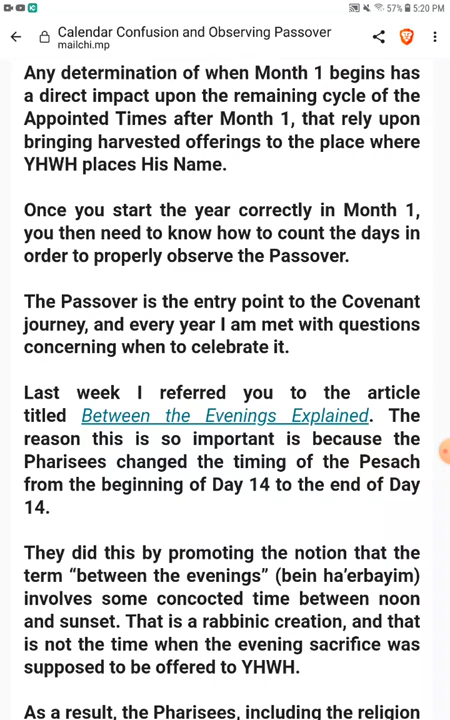 57% 5:20 PM
Calendar Confusion and Observing Passover
mailchi.mp
Any determination of when Month 1 begins has
a direct impact upon the remaining cycle of the
Appointed Times after Month 1, that rely upon
bringing harvested offerings to the place where
YHWH places His Name.
Once you start the year correctly in Month 1,
you then need to know how to count the days in
order to properly observe the Passover.
The Passover is the entry point to the Covenant
journey, and every year I am met with questions
concerning when to celebrate it.
Last week I referred you to the article
titled Between the Evenings Explained. The
reason this is so important is because the
Pharisees changed the timing of the Pesach
from the beginning of Day 14 to the end of Day
14.
They did this by promoting the notion that the
term “between the evenings” (bein ha’erbayim)
involves some concocted time between noon
and sunset. That is a rabbinic creation, and that
is not the time when the evening sacrifice was
supposed to be offered to YHWH.
As a result, the Pharisees, including the religion